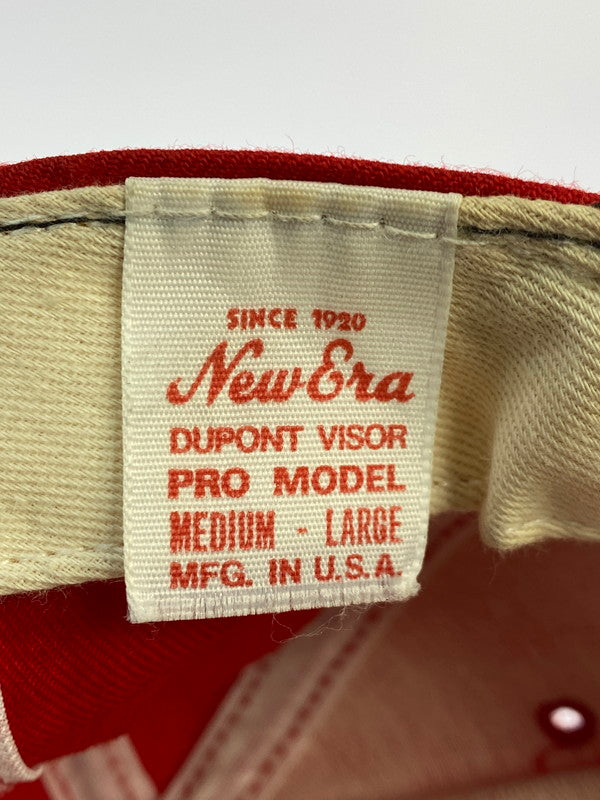 SINCE 1920
New Era
DUPONT VISOR
PRO MODEL
MEDIUM - LARGE
MFG. IN U.S.A.